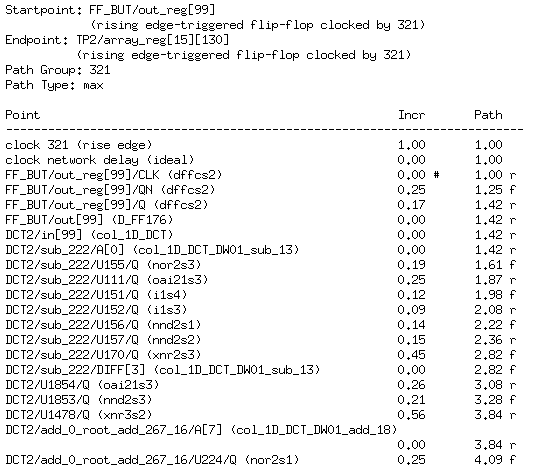 Startpoint: FF_BUT/out_reg[99]
(rising edge-triggered flip-flop clocked by 321)
Endpoint: TP2/array_reg[15][130]
(rising edge-triggered flip-flop clocked by 321)
Path Group: 321
Path Type: max
Point Incr Path
--------------------------------------------------------------------------
clock 321 (rise edge) 1.00 1.00
clock network delay (ideal) 0.00 1.00
FF_BUT/out_reg[99]/CLK (dffcs2) 0.00 # 1.00 r
FF_BUT/out_reg[99]/QN (dffcs2) 0.25 1.25 f
FF_BUT/out_reg[99]/Q (dffcs2) 0.17 1.42 r
FF_BUT/out[99] (D_FF176) 0.00 1.42 r
DCT2/in[99] (col_1D_DCT) 0.00 1.42 r
DCT2/sub_222/A[0] (col_1D_DCT_DW01_sub_13) 0.00 1.42 r
DCT2/sub_222/U155/Q (nor2s3) 0.19 1.61 f
DCT2/sub_222/U111/Q (oai21s3) 0.25 1.87 r
DCT2/sub_222/U151/Q (i1s4) 0.12 1.98 f
DCT2/sub_222/U152/Q (i1s3) 0.09 2.08 r
DCT2/sub_222/U156/Q (nnd2s1) 0.14 2.22 f
DCT2/sub_222/U157/Q (nnd2s2) 0.15 2.36 r
DCT2/sub_222/U170/Q (xnr2s3) 0.45 2.82 f
DCT2/sub_222/DIFF[3] (col_1D_DCT_DW01_sub_13) 0.00 2.82 f
DCT2/U1854/Q (oai21s3) 0.26 3.08 r
DCT2/U1853/Q (nnd2s3) 0.21 3.28 f
DCT2/U1478/Q (xnr3s2) 0.56 3.84 r
DCT2/add_0_root_add_267_16/A[7] (col_1D_DCT_DW01_add_18)
0.00 3.84 r
DCT2/add_0_root_add_267_16/U224/Q (nor2s1) 0.25 4.09 f